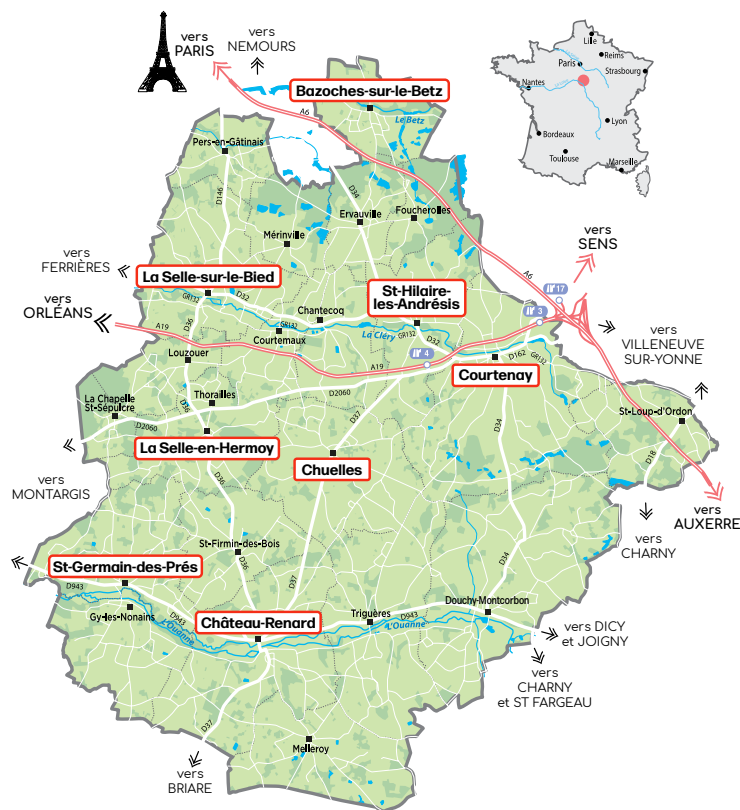 vers
PARIS
vers
NEMOURS
Lille
Paris
Reims
Strasbourg
Nantes
Lyon
Bordeaux
Toulouse
Marseille
Bazoches-sur-le-Betz
A6
Le Betz
Pers-en-Gâtinais
D146
D34
Ervauville
Foucherolles
Mérinville
vers
SENS
A6
vers
FERRIÈRES
La Selle-sur-le-Bied
St-Hilaire-
les-Andrésis
17
3
vers
ORLÉANS
GR132
D32
Chantecoq
A19
D36
GR132
Courtemaux
La Cléry
GR132
D32
4
A19
D162
GR132
vers
VILLENEUVE
SUR-YONNE
Louzouer
Courtenay
La Chapelle
St-Sépulcre
Thorailles
D36
D2060
D2060
D37
D34
St-Loup-d'Ordon
D18
La Selle-en-Hermoy
Chuelles
vers
MONTARGIS
D36
vers
AUXERRE
vers
CHARNY
St-Firmin-des-Bois
D36
D34
St-Germain-des-Prés
D943
D37
Gy-les-Nonains
D943
L'Ouanne
Château-Renard
Triguères
D943
L'Ouanne
Douchy-Montcorbon
vers DICY
et JOIGNY
vers
CHARNY
et ST FARGEAU
D37
Melleroy
vers
BRIARE